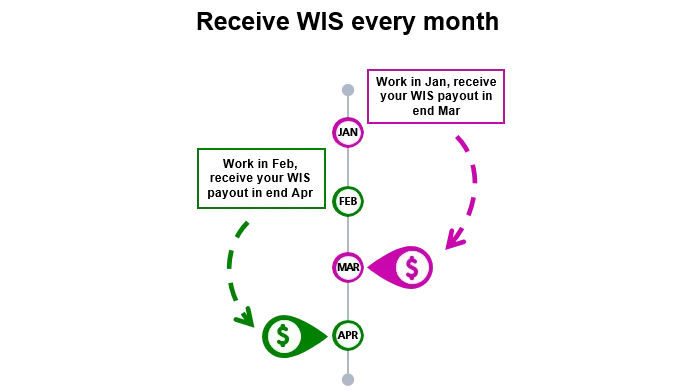 Receive WIS every month
Work in Jan, receive
your WIS payout in
end Mar
JAN
Work in Feb,
receive your WIS
payout in end Apr
FEB
MAR
$
$
APR